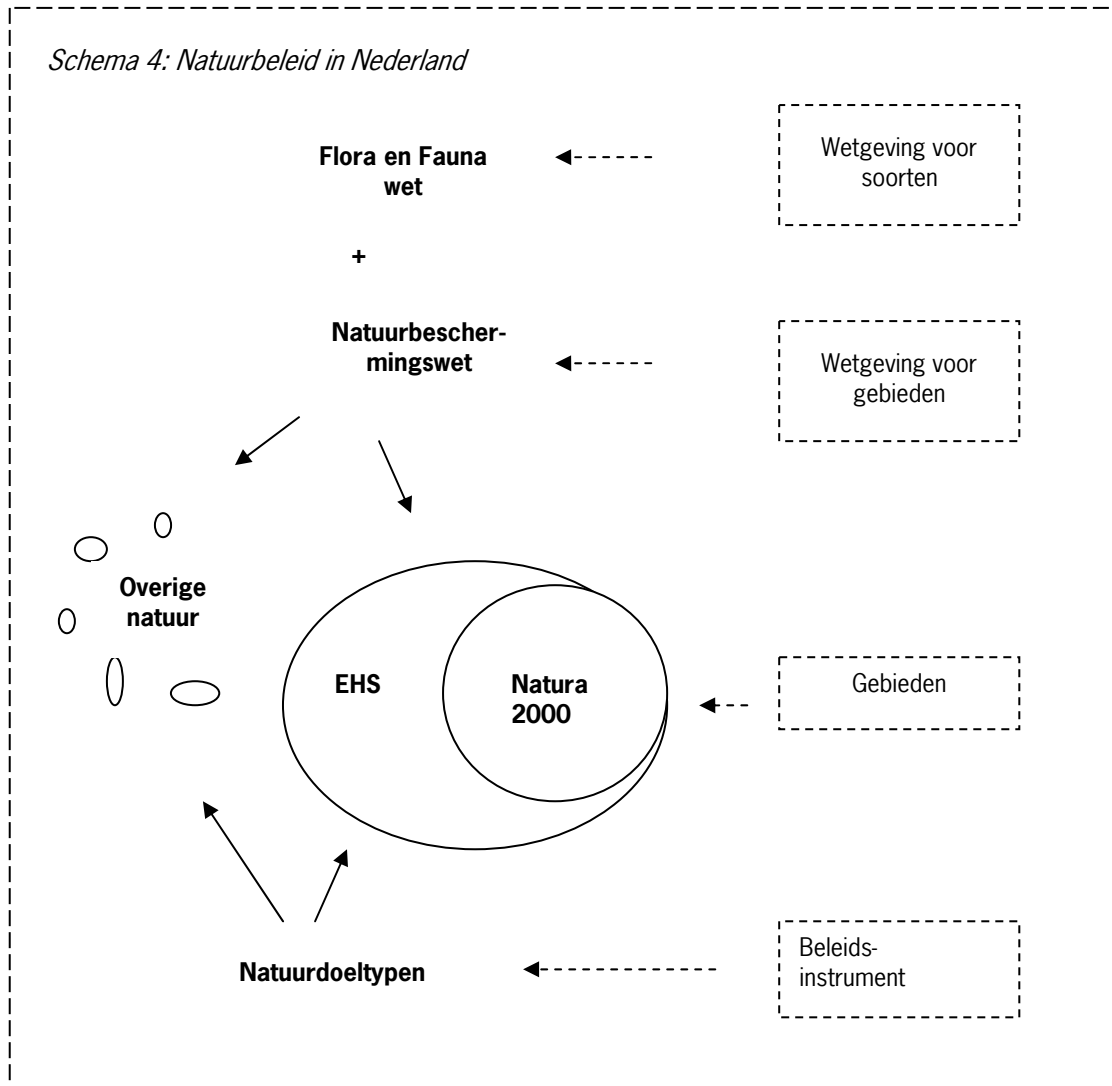 Schema 4: Natuurbeleid in Nederland
Flora en Fauna
wet
Wetgeving voor
soorten
+
Natuurbescher-
mingswet
Wetgeving voor
gebieden
Overige
natuur
EHS
Natura
2000
Gebieden
Natuurdoeltypen
Beleids-
instrument